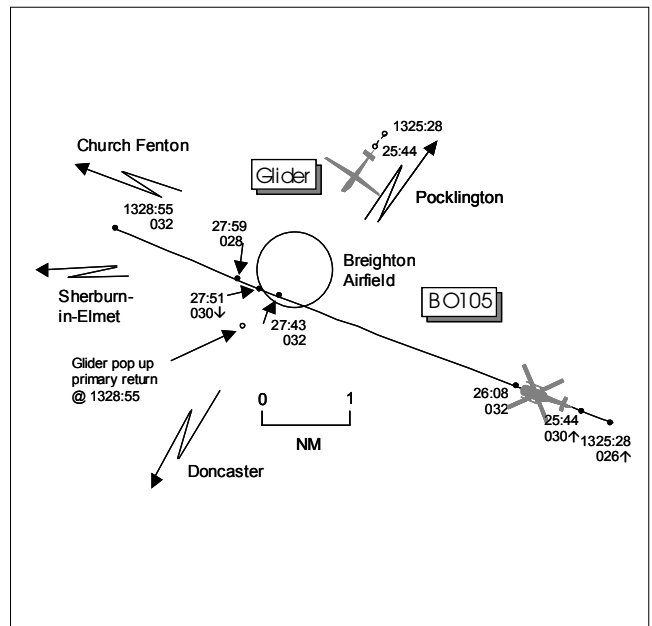 1325:28
25:44
Church Fenton
Glider
Pocklington
1328:55
032
27:59
028
Breighton
Airfield
Sherburn-
in-Elmet
27:51
030↓
BO105
27:43
032
Glider pop up
primary return
@ 1328:55
0 1
NM
26:08
032
25:44
030↑
1325:28
026↑
Doncaster